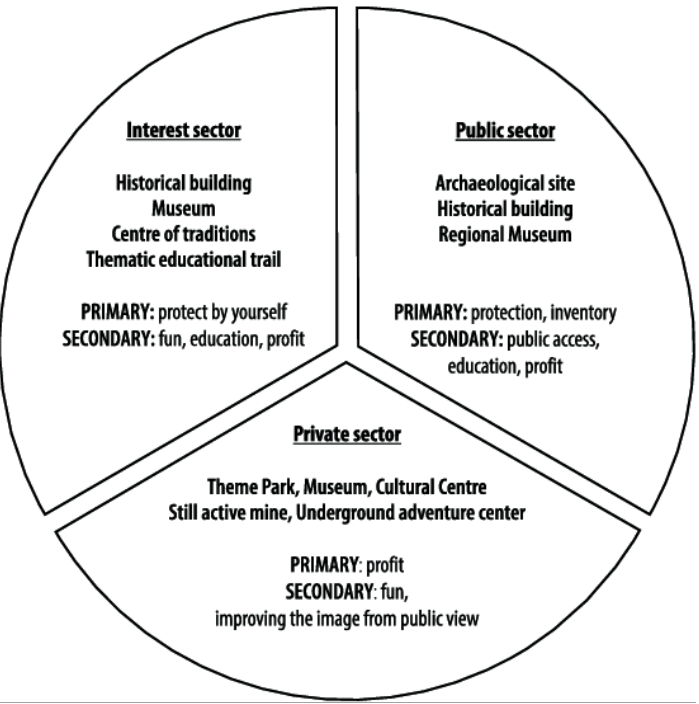 Interest sector
Historical building
Museum
Centre of traditions
Thematic educational trail
PRIMARY: protect by yourself
SECONDARY: fun, education, profit
Public sector
Archaeological site
Historical building
Regional Museum
PRIMARY: protection, inventory
SECONDARY: public access,
education, profit
Private sector
Theme Park, Museum, Cultural Centre
Still active mine, Underground adventure center
PRIMARY: profit
SECONDARY: fun,
improving the image from public view